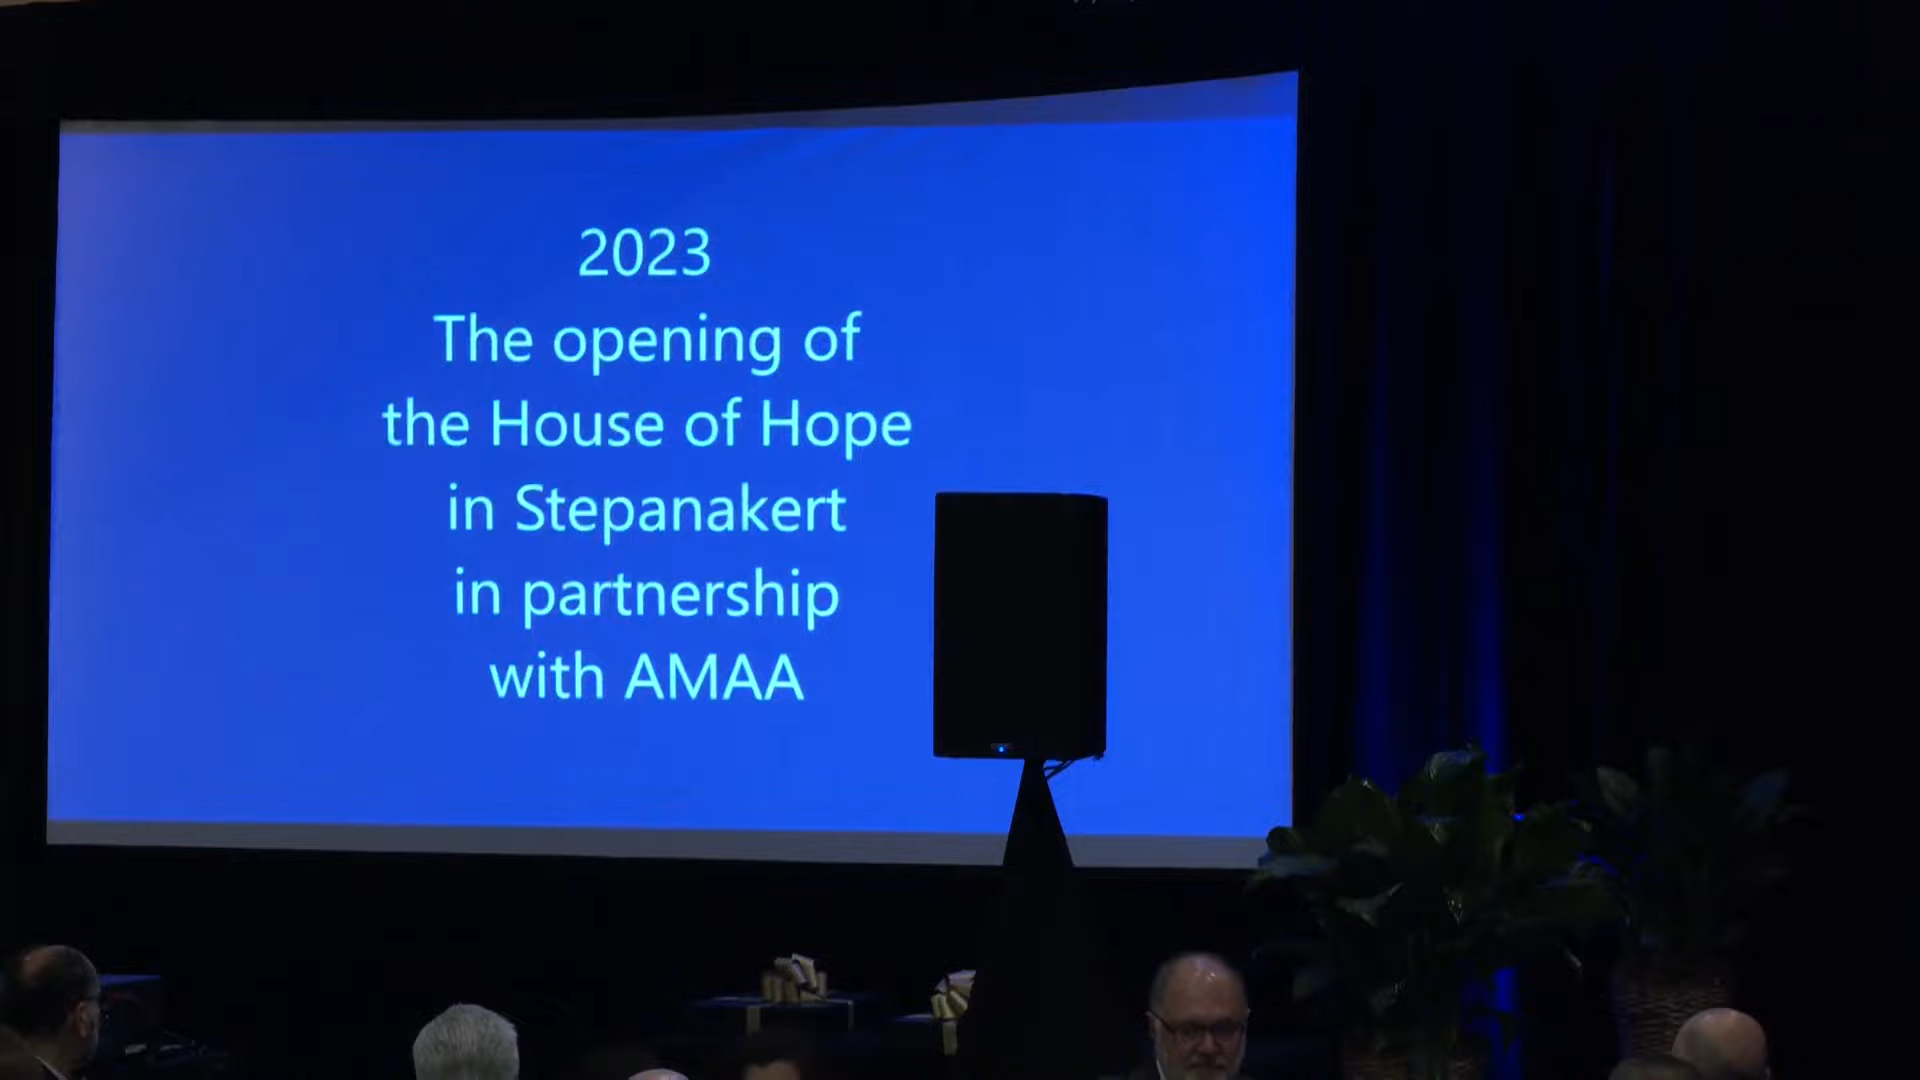 2023
The opening of
the House of Hope
in Stepanakert
in partnership
with AMAA